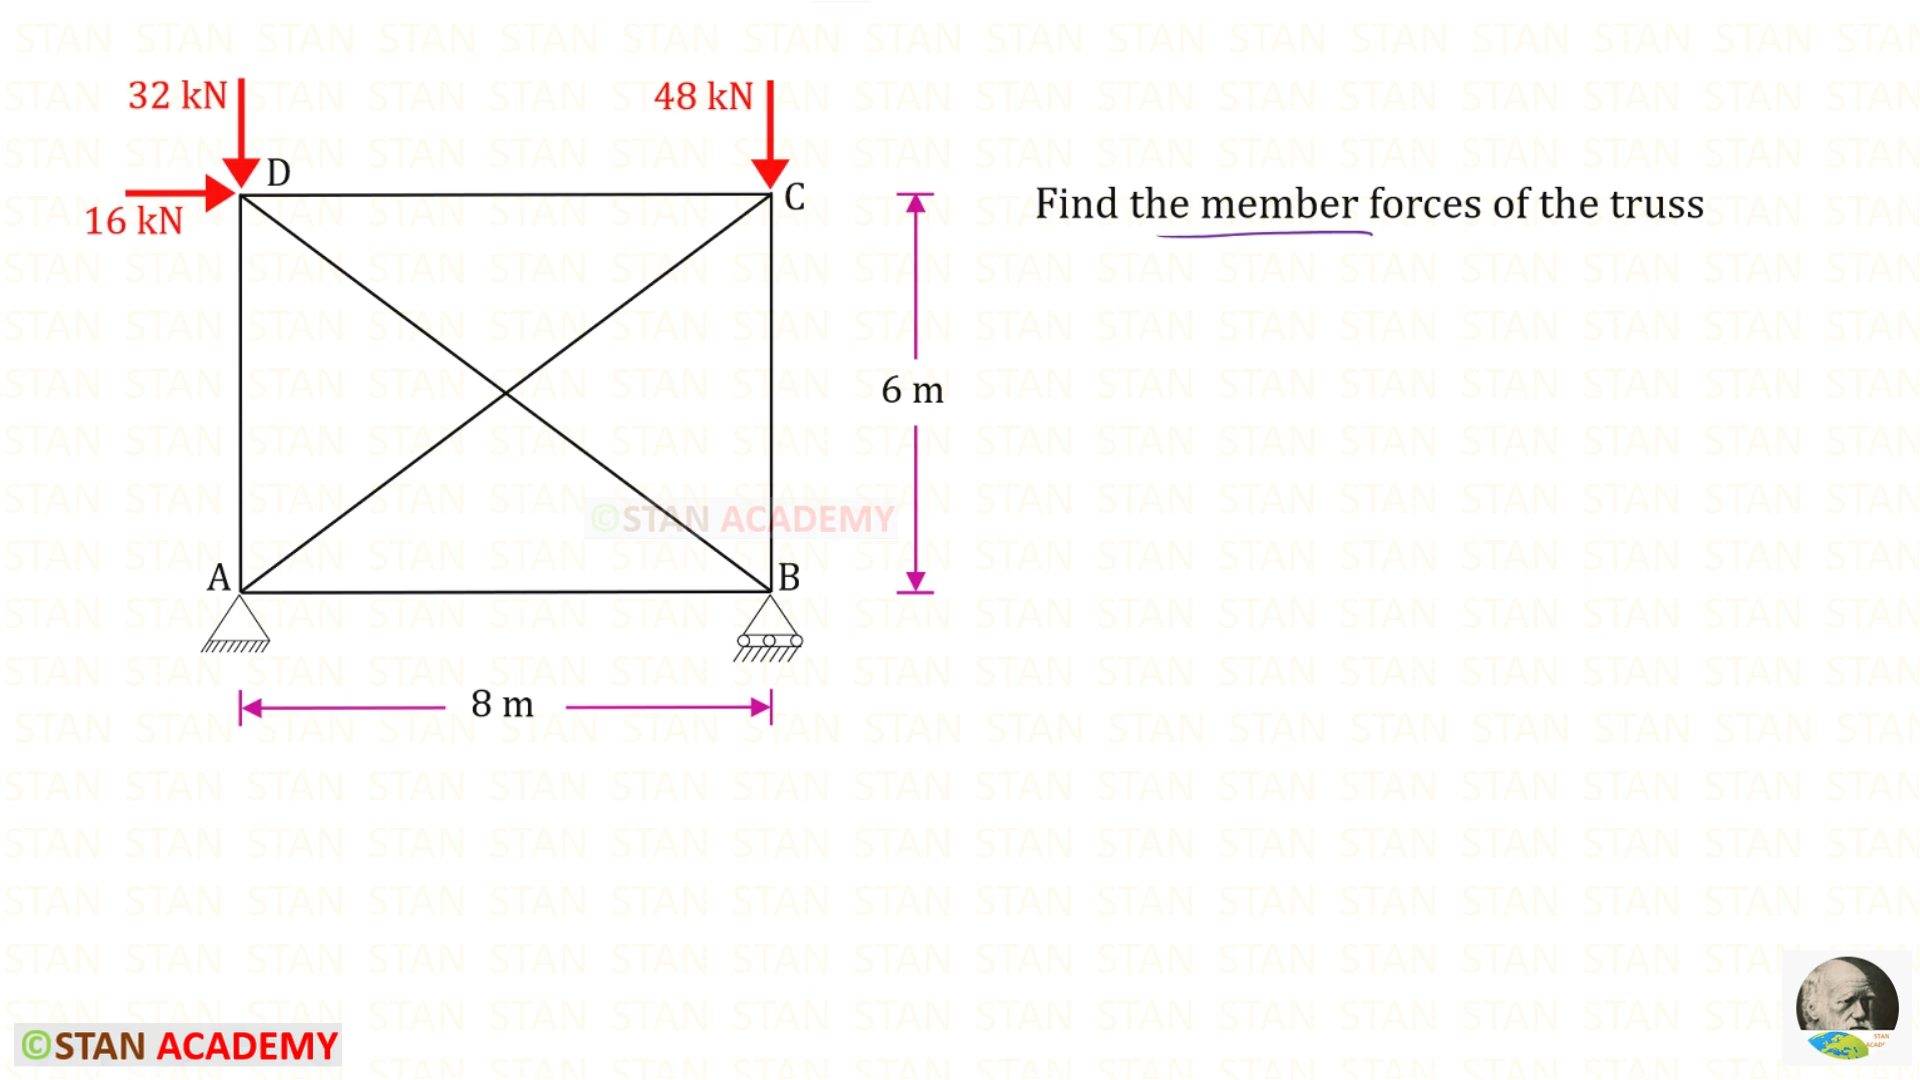 32 kN
48 kN
D
C
16 kN
Find the member forces of the truss
6 m
©STAN ACADEMY
A
B
8 m
©STAN ACADEMY